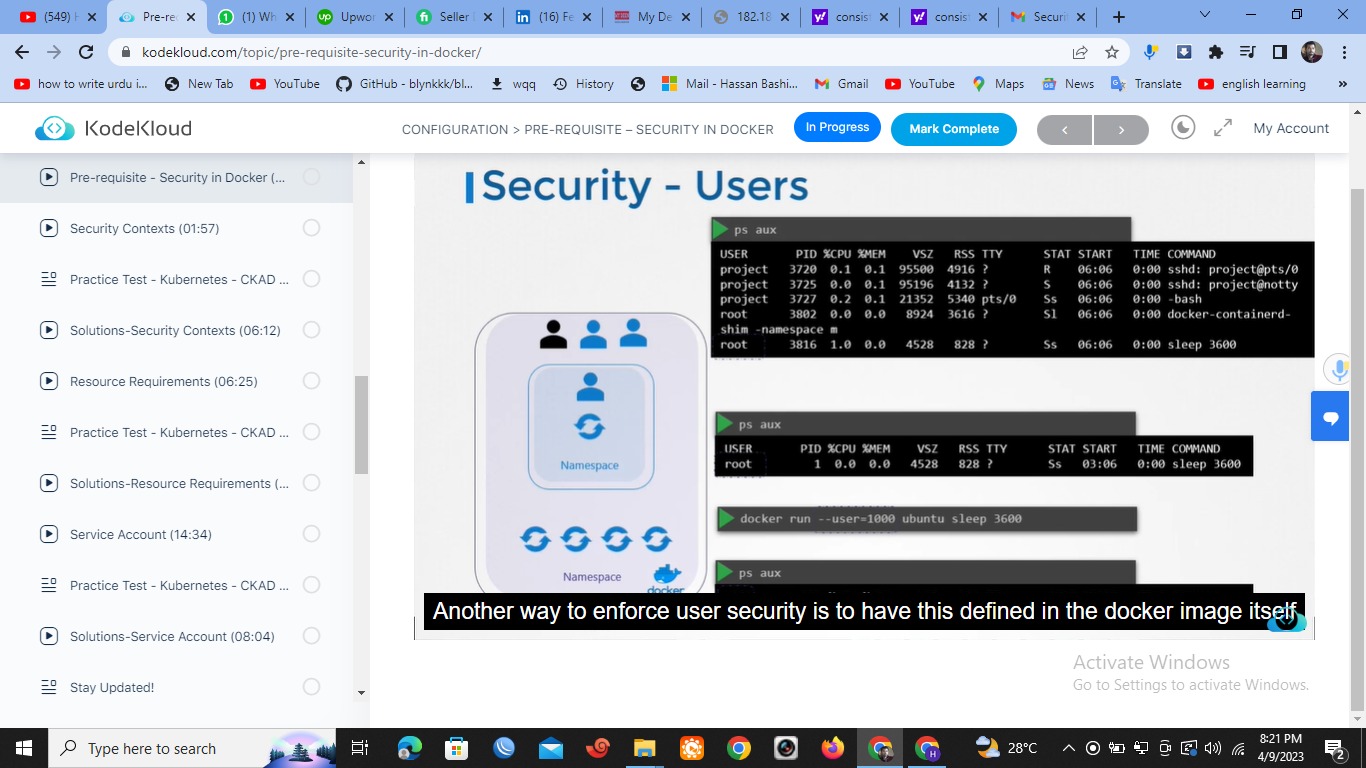 (549) H
Pre-re
(1) Wh
Upwor
Seller
(16) Fe
My De
182.18
consist
consist
Securit
kodekloud.com/topic/pre-requisite-security-in-docker/
how to write urdu i...
New Tab
YouTube
GitHub - blynkkk/bl...
wqq
History
Mail - Hassan Bashi...
Gmail
YouTube
Maps
News
Translate
english learning
»
KodeKloud
CONFIGURATION > PRE-REQUISITE – SECURITY IN DOCKER
In Progress
Mark Complete
My Account
Pre-requisite - Security in Docker (...
Security Contexts (01:57)
Practice Test - Kubernetes - CKAD ...
Solutions-Security Contexts (06:12)
Resource Requirements (06:25)
Practice Test - Kubernetes - CKAD ...
Solutions-Resource Requirements (...
Service Account (14:34)
Practice Test - Kubernetes - CKAD ...
Solutions-Service Account (08:04)
Stay Updated!
Security - Users
ps aux
USER PID %CPU %MEM VSZ RSS TTY STAT START TIME COMMAND
project 3720 0.1 0.1 95500 4916 ? R 06:06 0:00 sshd: project@pts/0
project 3725 0.0 0.1 95196 4132 ? S 06:06 0:00 sshd: project@notty
project 3727 0.2 0.1 21352 5340 pts/0 Ss 06:06 0:00 -bash
root 3802 0.0 0.0 8924 3616 ? Sl 06:06 0:00 docker-containerd-
shim -namespace m
root 3816 1.0 0.0 4528 828 ? Ss 06:06 0:00 sleep 3600
Namespace
ps aux
USER PID %CPU %MEM VSZ RSS TTY STAT START TIME COMMAND
root 1 0.0 0.0 4528 828 ? Ss 03:06 0:00 sleep 3600
docker run --user=1000 ubuntu sleep 3600
Namespace
docker
ps aux
Another way to enforce user security is to have this defined in the docker image itself
Activate Windows
Go to Settings to activate Windows.
Type here to search
28°C
8:21 PM
4/9/2023
2